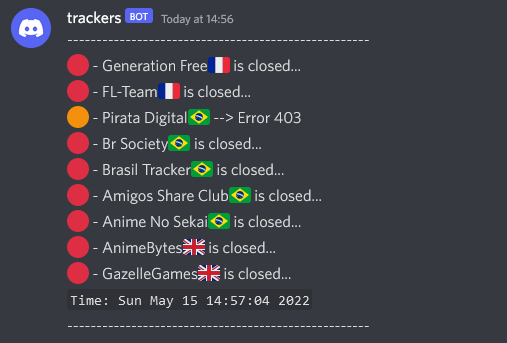 trackers BOT Today at 14:56
--------------------------------------------------
- Generation Free🇫🇷 is closed...
- FL-Team🇫🇷 is closed...
- Pirata Digital🇧🇷 --> Error 403
- Br Society🇧🇷 is closed...
- Brasil Tracker🇧🇷 is closed...
- Amigos Share Club🇧🇷 is closed...
- Anime No Sekai🇧🇷 is closed...
- AnimeBytes🇬🇧 is closed...
- GazelleGames🇬🇧 is closed...
Time: Sun May 15 14:57:04 2022
--------------------------------------------------